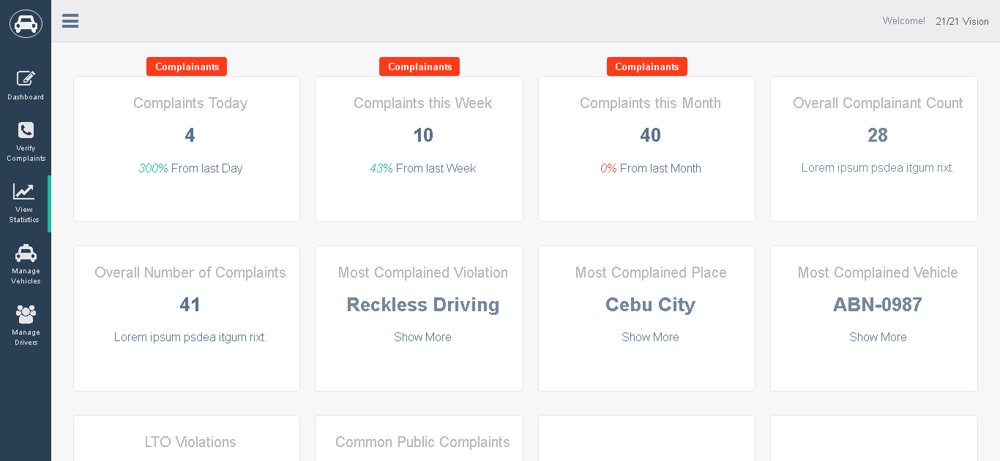 Welcome! 21/21 Vision
Dashboard
Verify
Complaints
View
Statistics
Manage
Vehicles
Manage
Drivers
Complainants Complainants Complainants
Complaints Today
4
300% From last Day
Complaints this Week
10
43% From last Week
Complaints this Month
40
0% From last Month
Overall Complainant Count
28
Lorem ipsum psdea itgum rixt.
Overall Number of Complaints
41
Lorem ipsum psdea itgum rixt.
Most Complained Violation
Reckless Driving
Show More
Most Complained Place
Cebu City
Show More
Most Complained Vehicle
ABN-0987
Show More
LTO Violations
Common Public Complaints